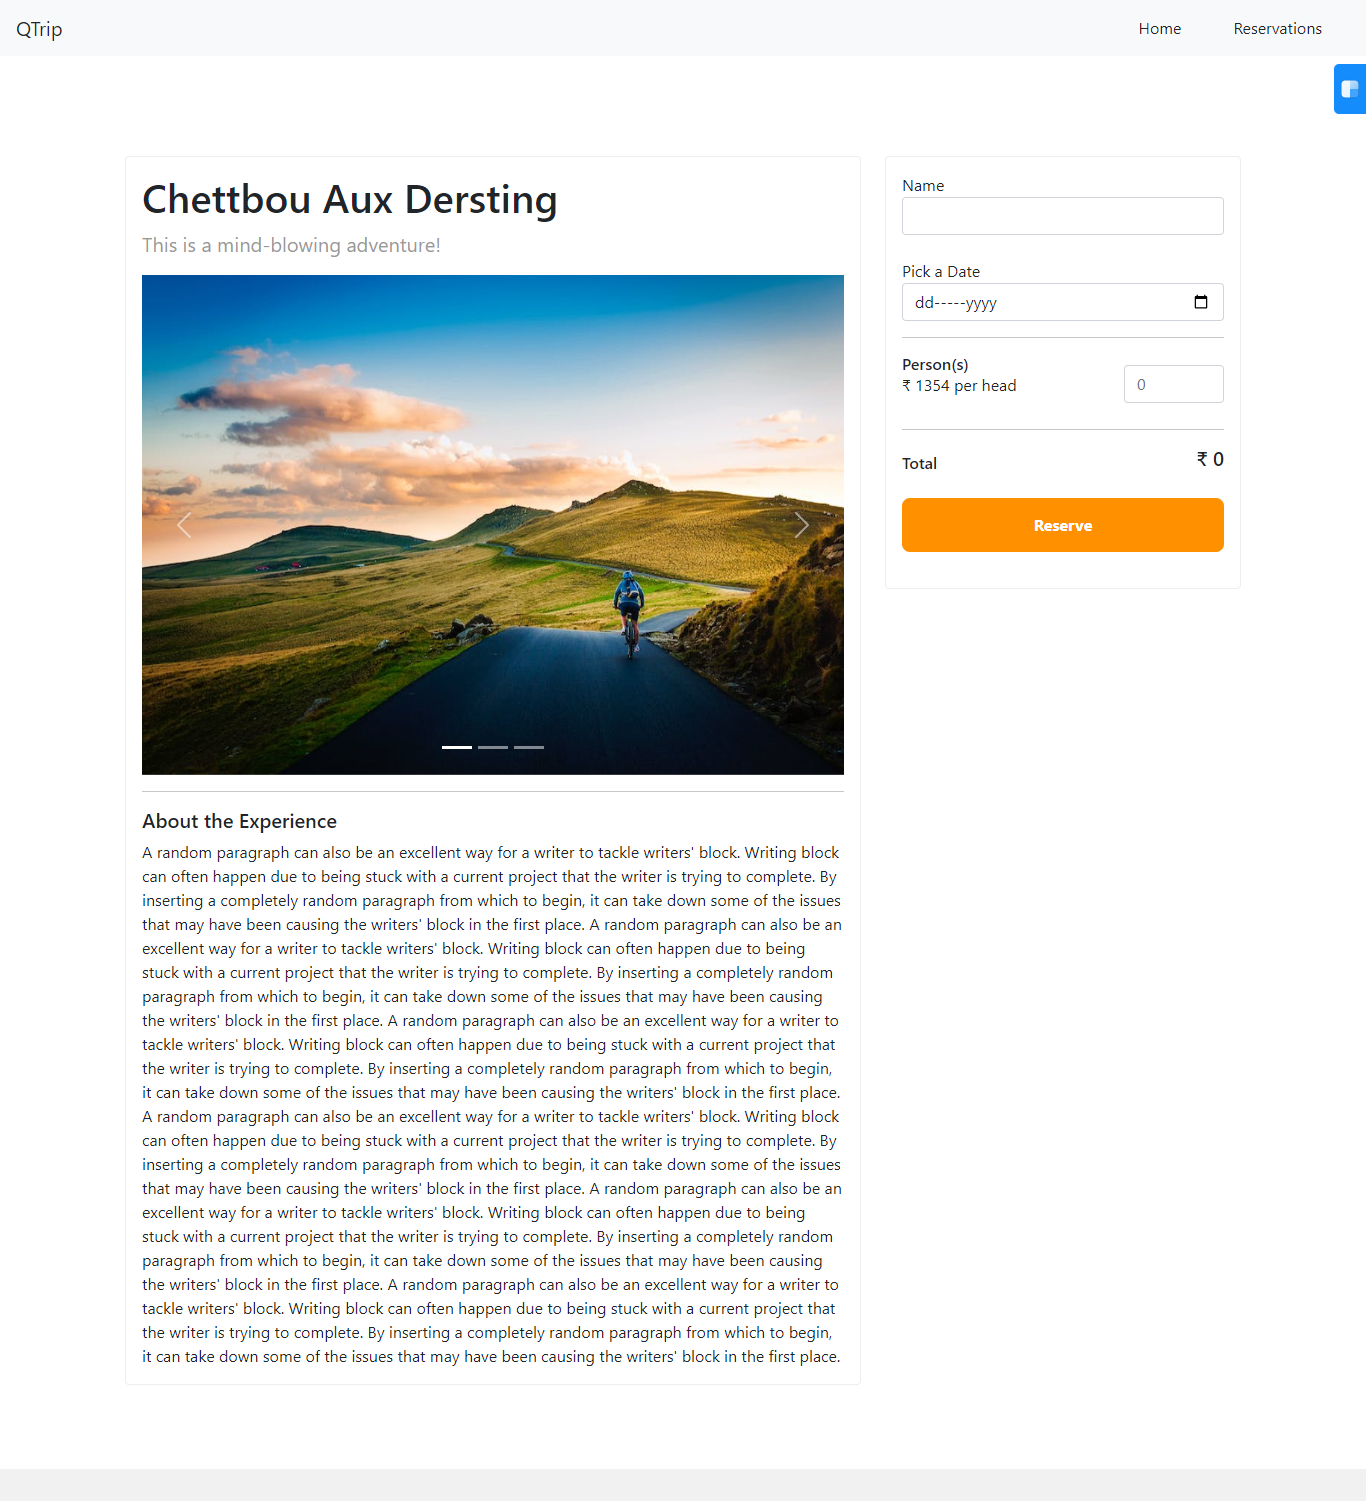 QTrip
Home
Reservations
Chettbou Aux Dersting
This is a mind-blowing adventure!
About the Experience
A random paragraph can also be an excellent way for a writer to tackle writers' block. Writing block
can often happen due to being stuck with a current project that the writer is trying to complete. By
inserting a completely random paragraph from which to begin, it can take down some of the issues
that may have been causing the writers' block in the first place. A random paragraph can also be an
excellent way for a writer to tackle writers' block. Writing block can often happen due to being
stuck with a current project that the writer is trying to complete. By inserting a completely random
paragraph from which to begin, it can take down some of the issues that may have been causing
the writers' block in the first place. A random paragraph can also be an excellent way for a writer to
tackle writers' block. Writing block can often happen due to being stuck with a current project that
the writer is trying to complete. By inserting a completely random paragraph from which to begin,
it can take down some of the issues that may have been causing the writers' block in the first place.
A random paragraph can also be an excellent way for a writer to tackle writers' block. Writing block
can often happen due to being stuck with a current project that the writer is trying to complete. By
inserting a completely random paragraph from which to begin, it can take down some of the issues
that may have been causing the writers' block in the first place. A random paragraph can also be an
excellent way for a writer to tackle writers' block. Writing block can often happen due to being
stuck with a current project that the writer is trying to complete. By inserting a completely random
paragraph from which to begin, it can take down some of the issues that may have been causing
the writers' block in the first place. A random paragraph can also be an excellent way for a writer to
tackle writers' block. Writing block can often happen due to being stuck with a current project that
the writer is trying to complete. By inserting a completely random paragraph from which to begin,
it can take down some of the issues that may have been causing the writers' block in the first place.
Name
Pick a Date
dd-----yyyy
Person(s)
₹ 1354 per head
0
Total
₹ 0
Reserve